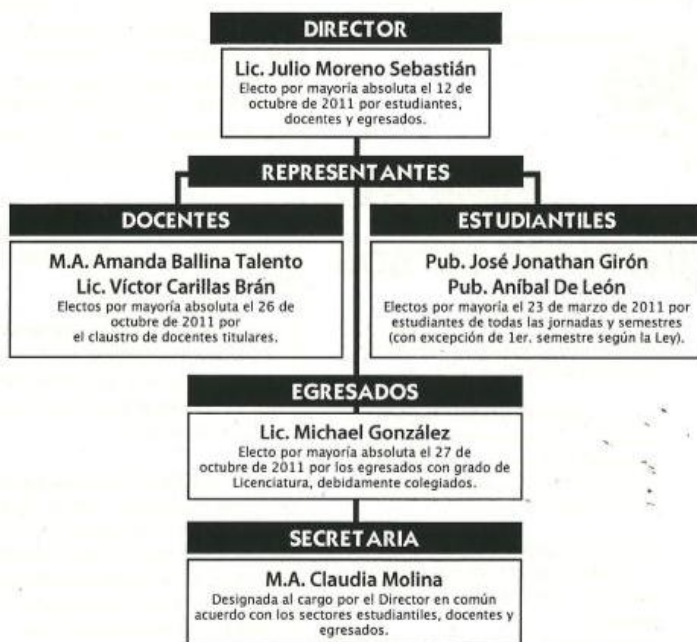 DIRECTOR
Lic. Julio Moreno Sebastián
Electo por mayoría absoluta el 12 de
octubre de 2011 por estudiantes,
docentes y egresados.
REPRESENTANTES
DOCENTES
M.A. Amanda Ballina Talento
Lic. Víctor Carillas Brán
Electos por mayoría absoluta el 26 de
octubre de 2011 por
el claustro de docentes titulares.
ESTUDIANTILES
Pub. José Jonathan Girón
Pub. Aníbal De León
Electos por mayoría el 23 de marzo de 2011 por
estudiantes de todas las jornadas y semestres
(con excepción de 1er. semestre según la Ley).
EGRESADOS
Lic. Michael González
Electo por mayoría absoluta el 27 de
octubre de 2011 por los egresados con grado de
Licenciatura, debidamente colegiados.
SECRETARIA
M.A. Claudia Molina
Designada al cargo por el Director en común
acuerdo con los sectores estudiantiles, docentes y
egresados.